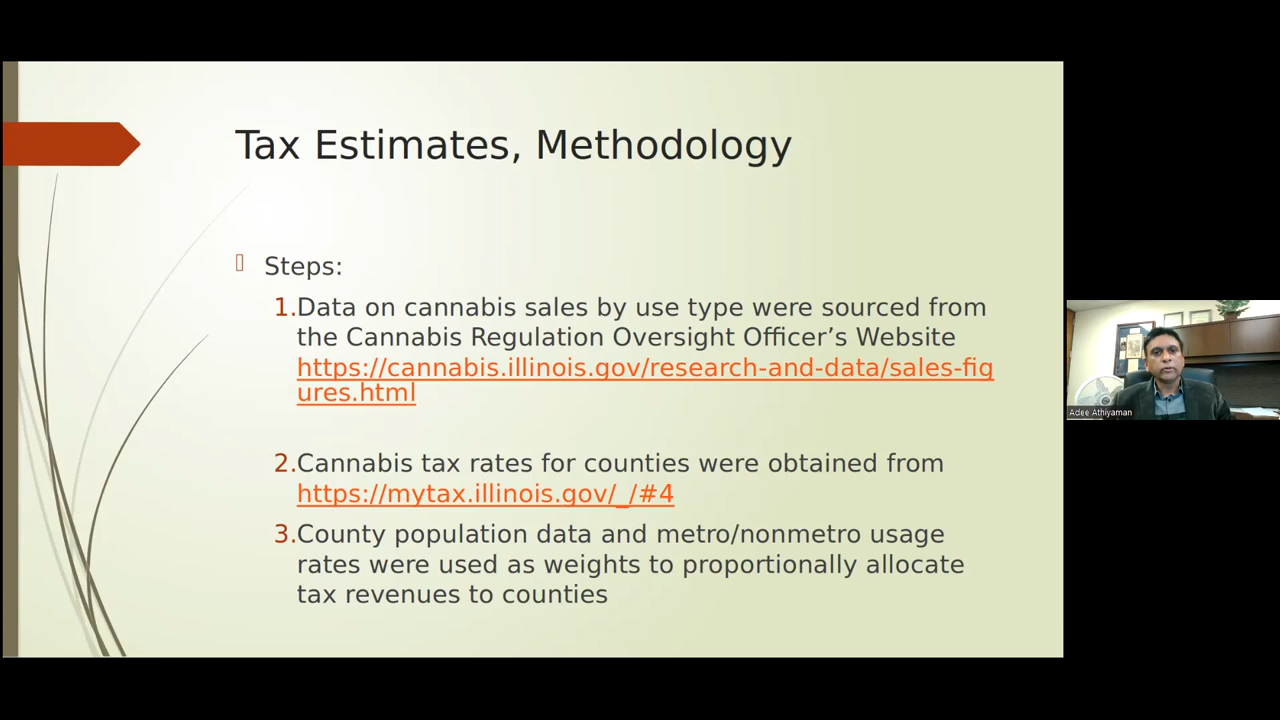 Tax Estimates, Methodology
Steps:
1.Data on cannabis sales by use type were sourced from
the Cannabis Regulation Oversight Officer’s Website
https://cannabis.illinois.gov/research-and-data/sales-fig
ures.html
2.Cannabis tax rates for counties were obtained from
https://mytax.illinois.gov/_/#4
3.County population data and metro/nonmetro usage
rates were used as weights to proportionally allocate
tax revenues to counties
Adee Athiyaman